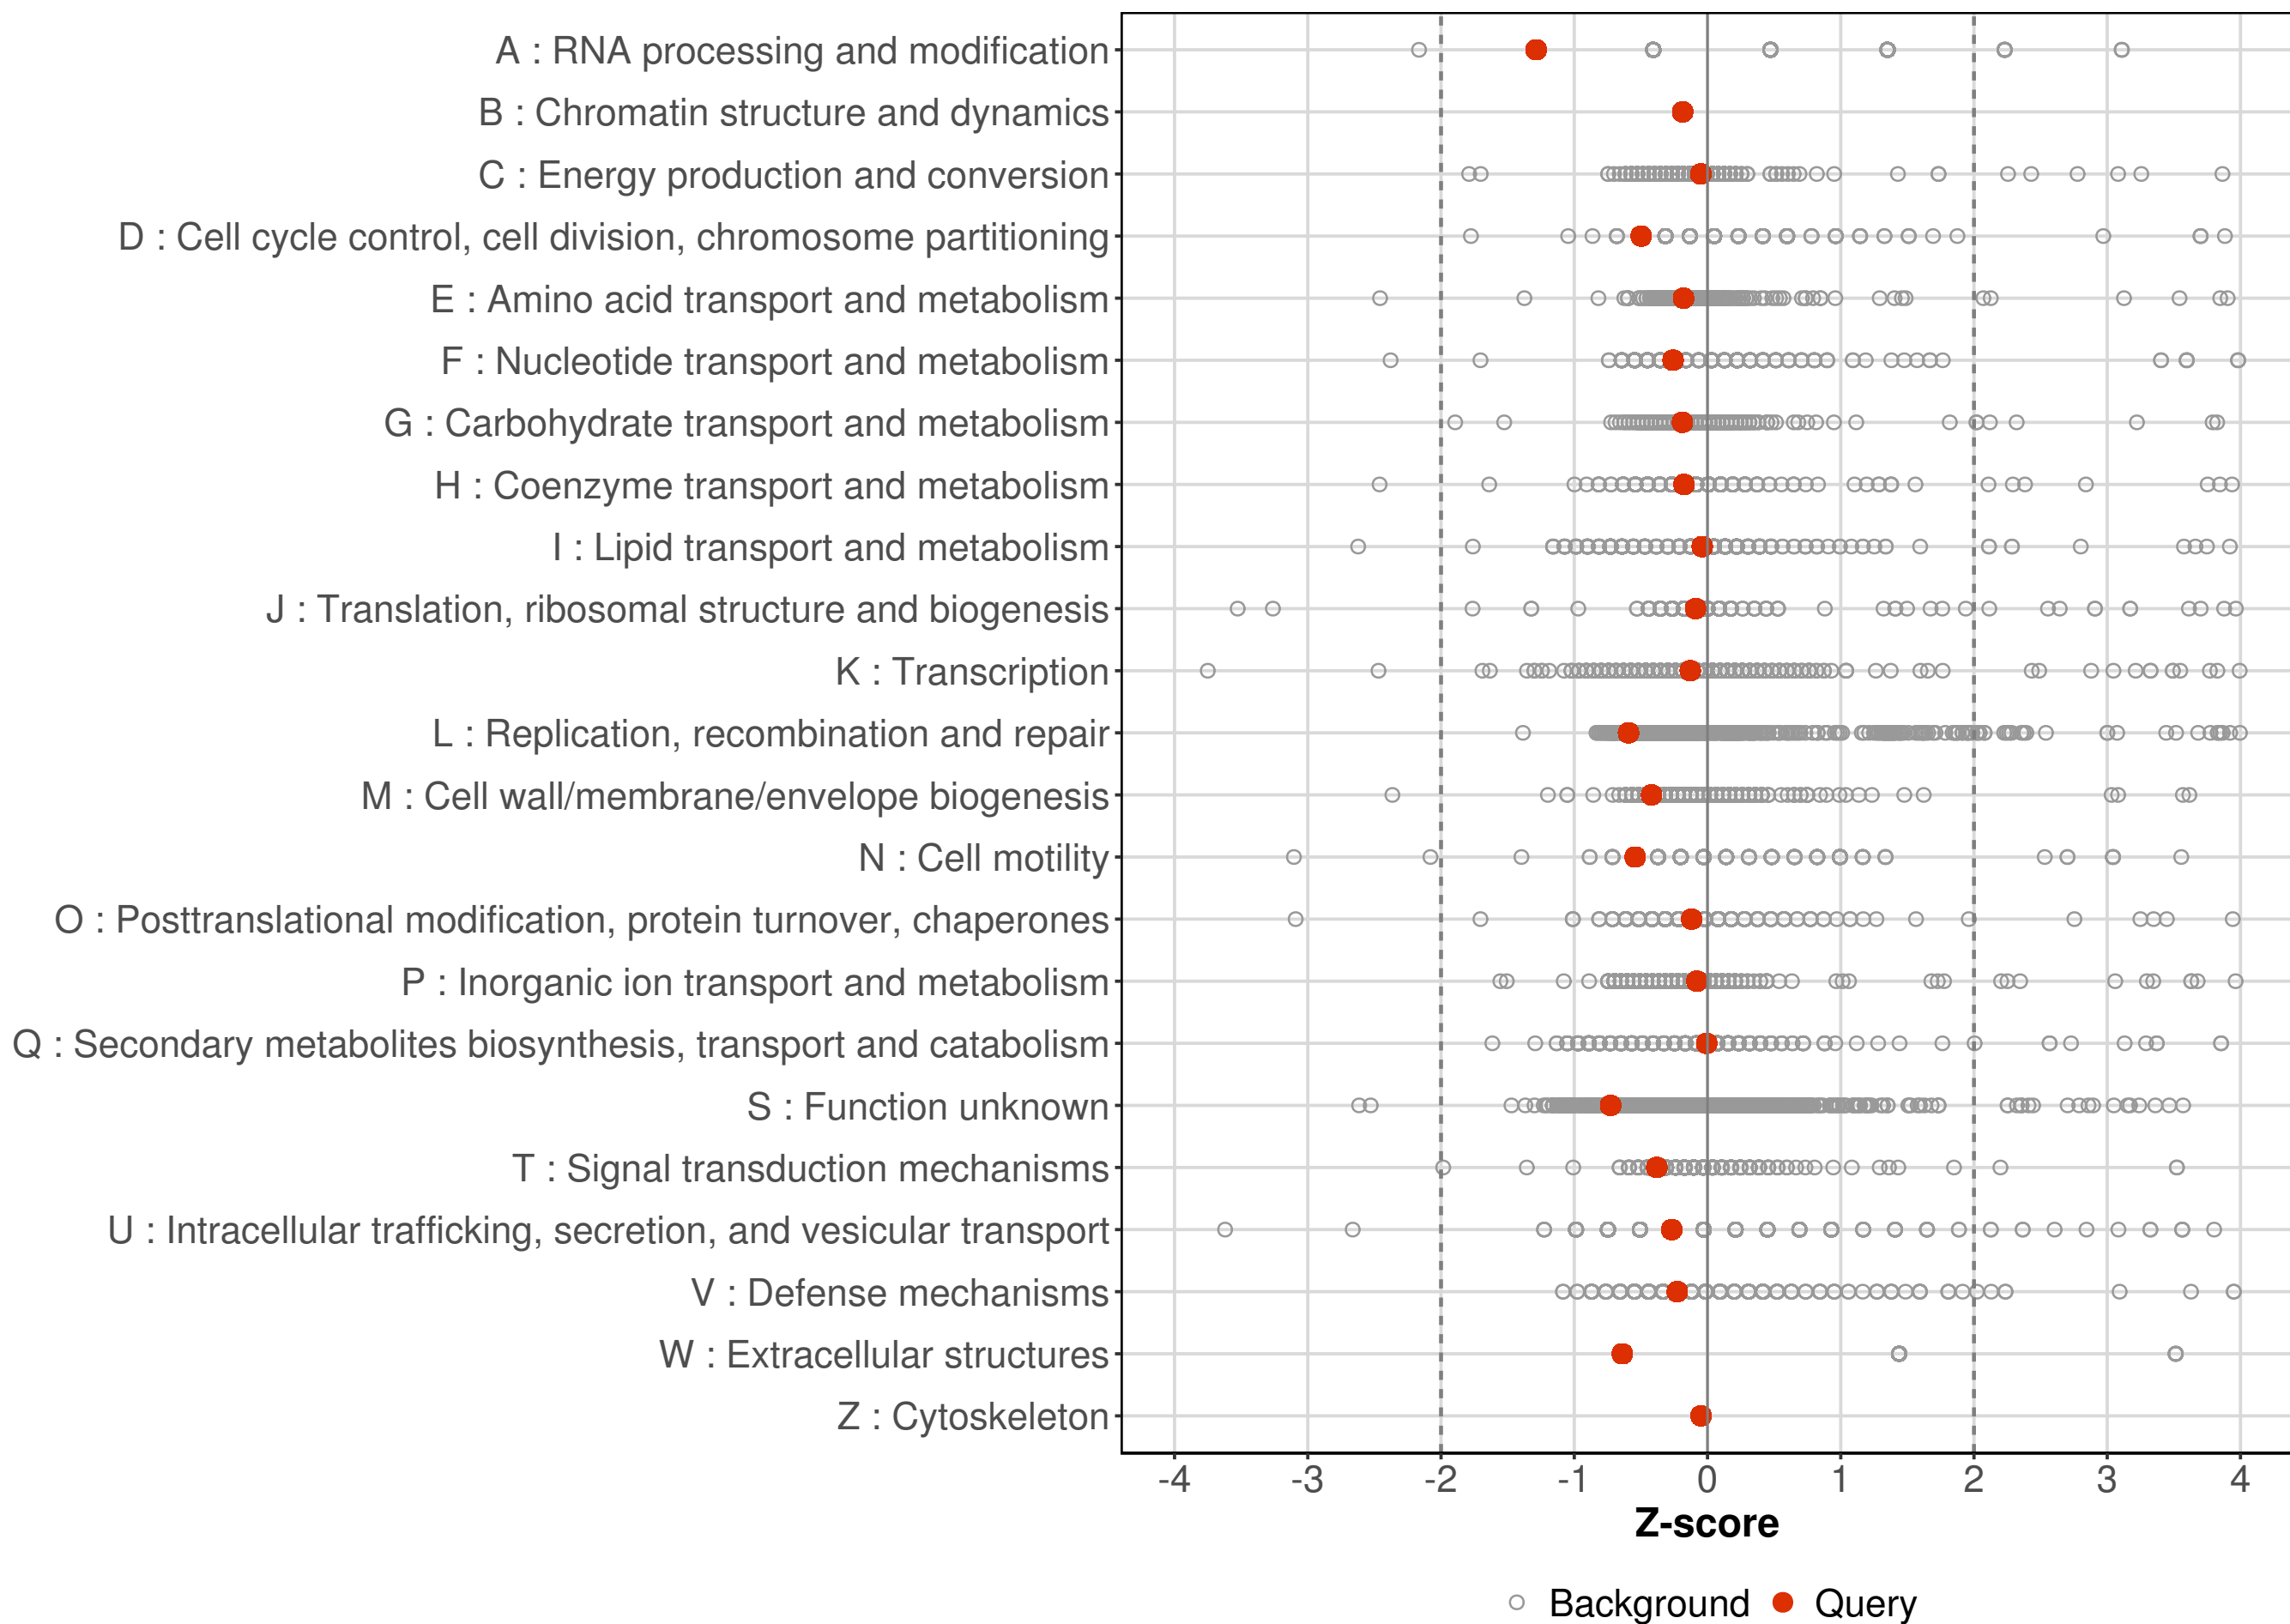 A : RNA processing and modification
B : Chromatin structure and dynamics
C : Energy production and conversion
D : Cell cycle control, cell division, chromosome partitioning
E : Amino acid transport and metabolism
F : Nucleotide transport and metabolism
G : Carbohydrate transport and metabolism
H : Coenzyme transport and metabolism
I : Lipid transport and metabolism
J : Translation, ribosomal structure and biogenesis
K : Transcription
L : Replication, recombination and repair
M : Cell wall/membrane/envelope biogenesis
N : Cell motility
O : Posttranslational modification, protein turnover, chaperones
P : Inorganic ion transport and metabolism
Q : Secondary metabolites biosynthesis, transport and catabolism
S : Function unknown
T : Signal transduction mechanisms
U : Intracellular trafficking, secretion, and vesicular transport
V : Defense mechanisms
W : Extracellular structures
Z : Cytoskeleton
-4 -3 -2 -1 0 1 2 3 4
Z-score
Background Query